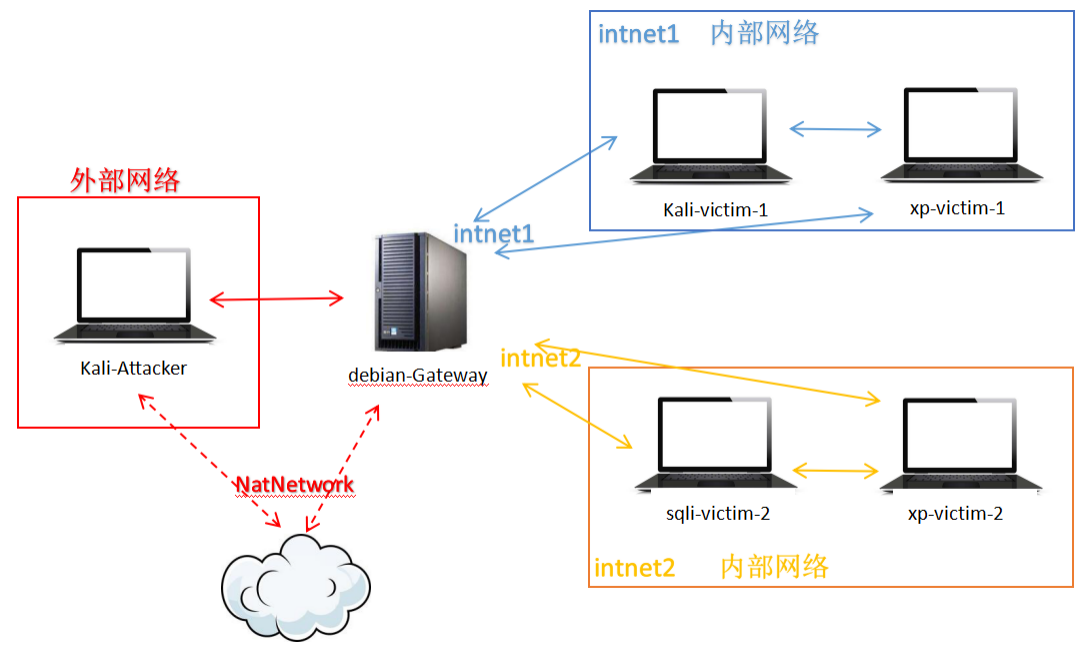 intnet1 内部网络
Kali-victim-1
xp-victim-1
外部网络
intnet1
Kali-Attacker
debian-Gateway
intnet2
NatNetwork
sqli-victim-2
xp-victim-2
intnet2 内部网络